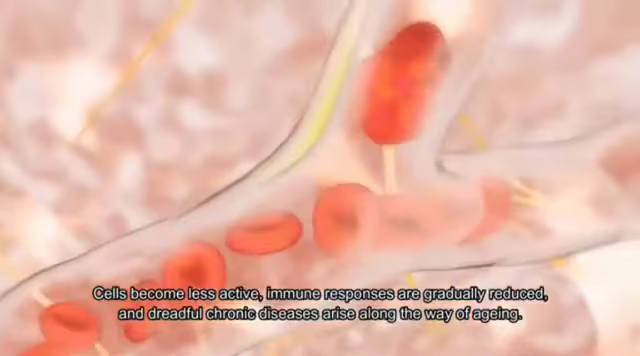 Cells become less active, immune responses are gradually reduced,
and dreadful chronic diseases arise along the way of ageing.